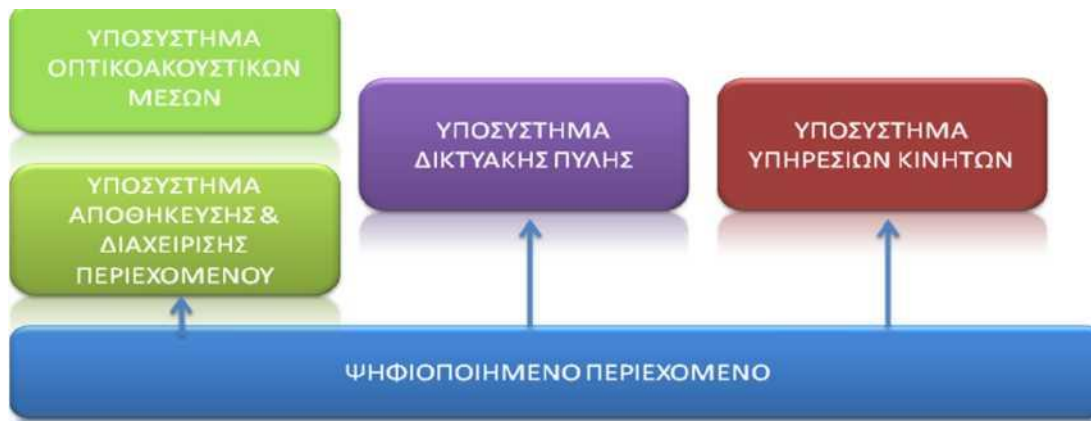 ΥΠΟΣΥΣΤΗΜΑ
ΟΠΤΙΚΟΑΚΟΥΣΤΙΚΩΝ
ΜΕΣΩΝ
ΥΠΟΣΥΣΤΗΜΑ
ΑΠΟΘΗΚΕΥΣΗΣ &
ΔΙΑΧΕΙΡΙΣΗΣ
ΠΕΡΙΕΧΟΜΕΝΟΥ
ΥΠΟΣΥΣΤΗΜΑ
ΔΙΚΤΥΑΚΗΣ ΠΥΛΗΣ
ΥΠΟΣΥΣΤΗΜΑ
ΥΠΗΡΕΣΙΩΝ ΚΙΝΗΤΩΝ
ΨΗΦΙΟΠΟΙΗΜΕΝΟ ΠΕΡΙΕΧΟΜΕΝΟ